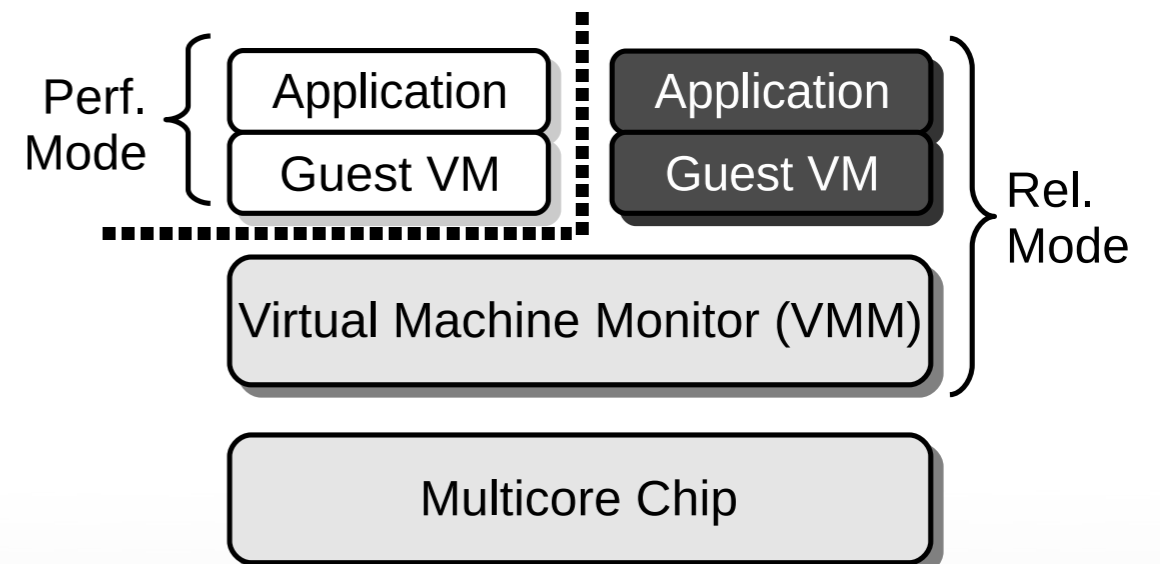 Perf.
Mode
Application
Guest VM
Application
Guest VM
Rel.
Mode
Virtual Machine Monitor (VMM)
Multicore Chip